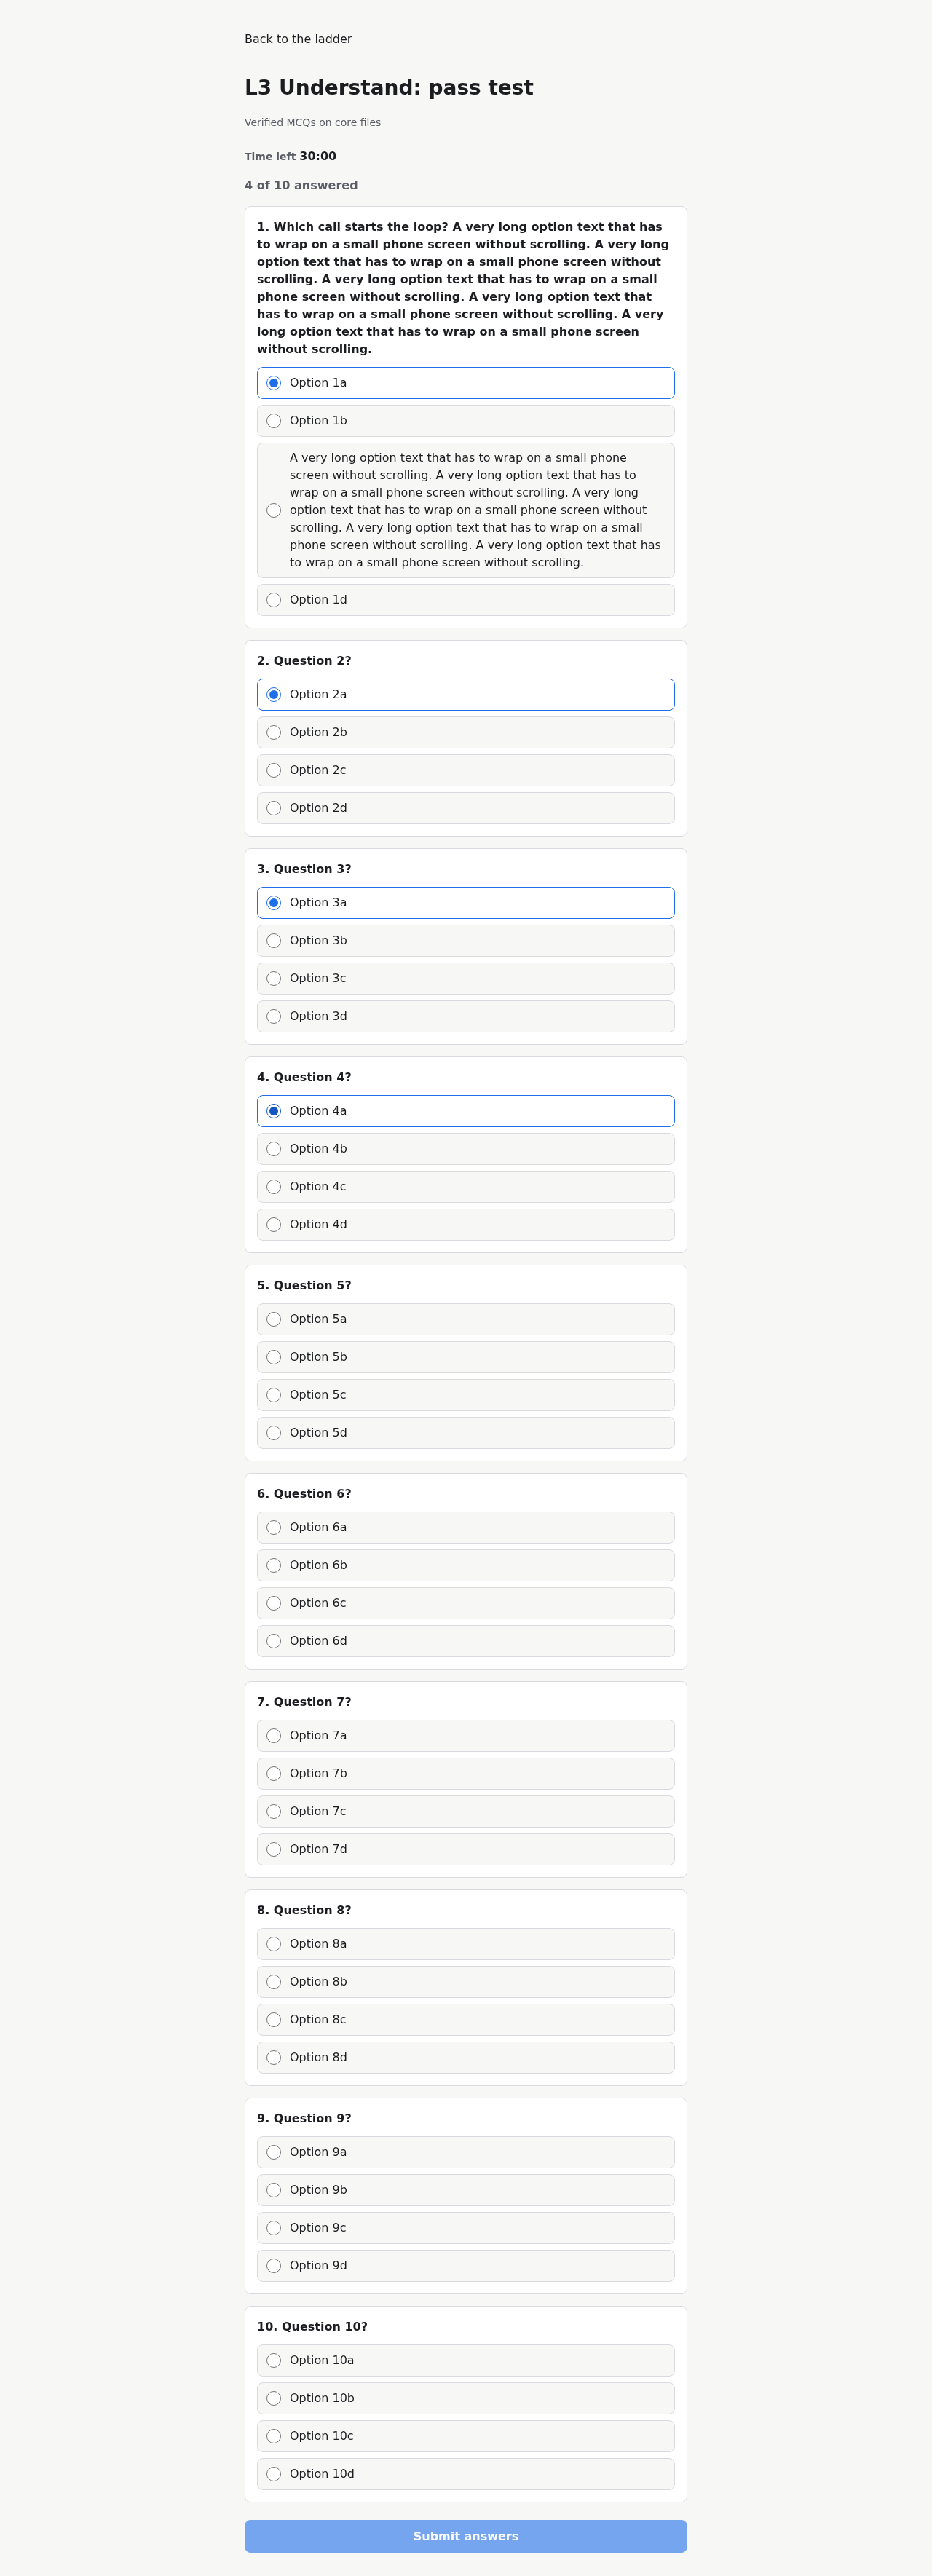 Back to the ladder
L3 Understand: pass test
Verified MCQs on core files
Time left 30:00
4 of 10 answered
1. Which call starts the loop? A very long option text that has
to wrap on a small phone screen without scrolling. A very long
option text that has to wrap on a small phone screen without
scrolling. A very long option text that has to wrap on a small
phone screen without scrolling. A very long option text that
has to wrap on a small phone screen without scrolling. A very
long option text that has to wrap on a small phone screen
without scrolling.
Option 1a
Option 1b
A very long option text that has to wrap on a small phone
screen without scrolling. A very long option text that has to
wrap on a small phone screen without scrolling. A very long
option text that has to wrap on a small phone screen without
scrolling. A very long option text that has to wrap on a small
phone screen without scrolling. A very long option text that has
to wrap on a small phone screen without scrolling.
Option 1d
2. Question 2?
Option 2a
Option 2b
Option 2c
Option 2d
3. Question 3?
Option 3a
Option 3b
Option 3c
Option 3d
4. Question 4?
Option 4a
Option 4b
Option 4c
Option 4d
5. Question 5?
Option 5a
Option 5b
Option 5c
Option 5d
6. Question 6?
Option 6a
Option 6b
Option 6c
Option 6d
7. Question 7?
Option 7a
Option 7b
Option 7c
Option 7d
8. Question 8?
Option 8a
Option 8b
Option 8c
Option 8d
9. Question 9?
Option 9a
Option 9b
Option 9c
Option 9d
10. Question 10?
Option 10a
Option 10b
Option 10c
Option 10d
Submit answers